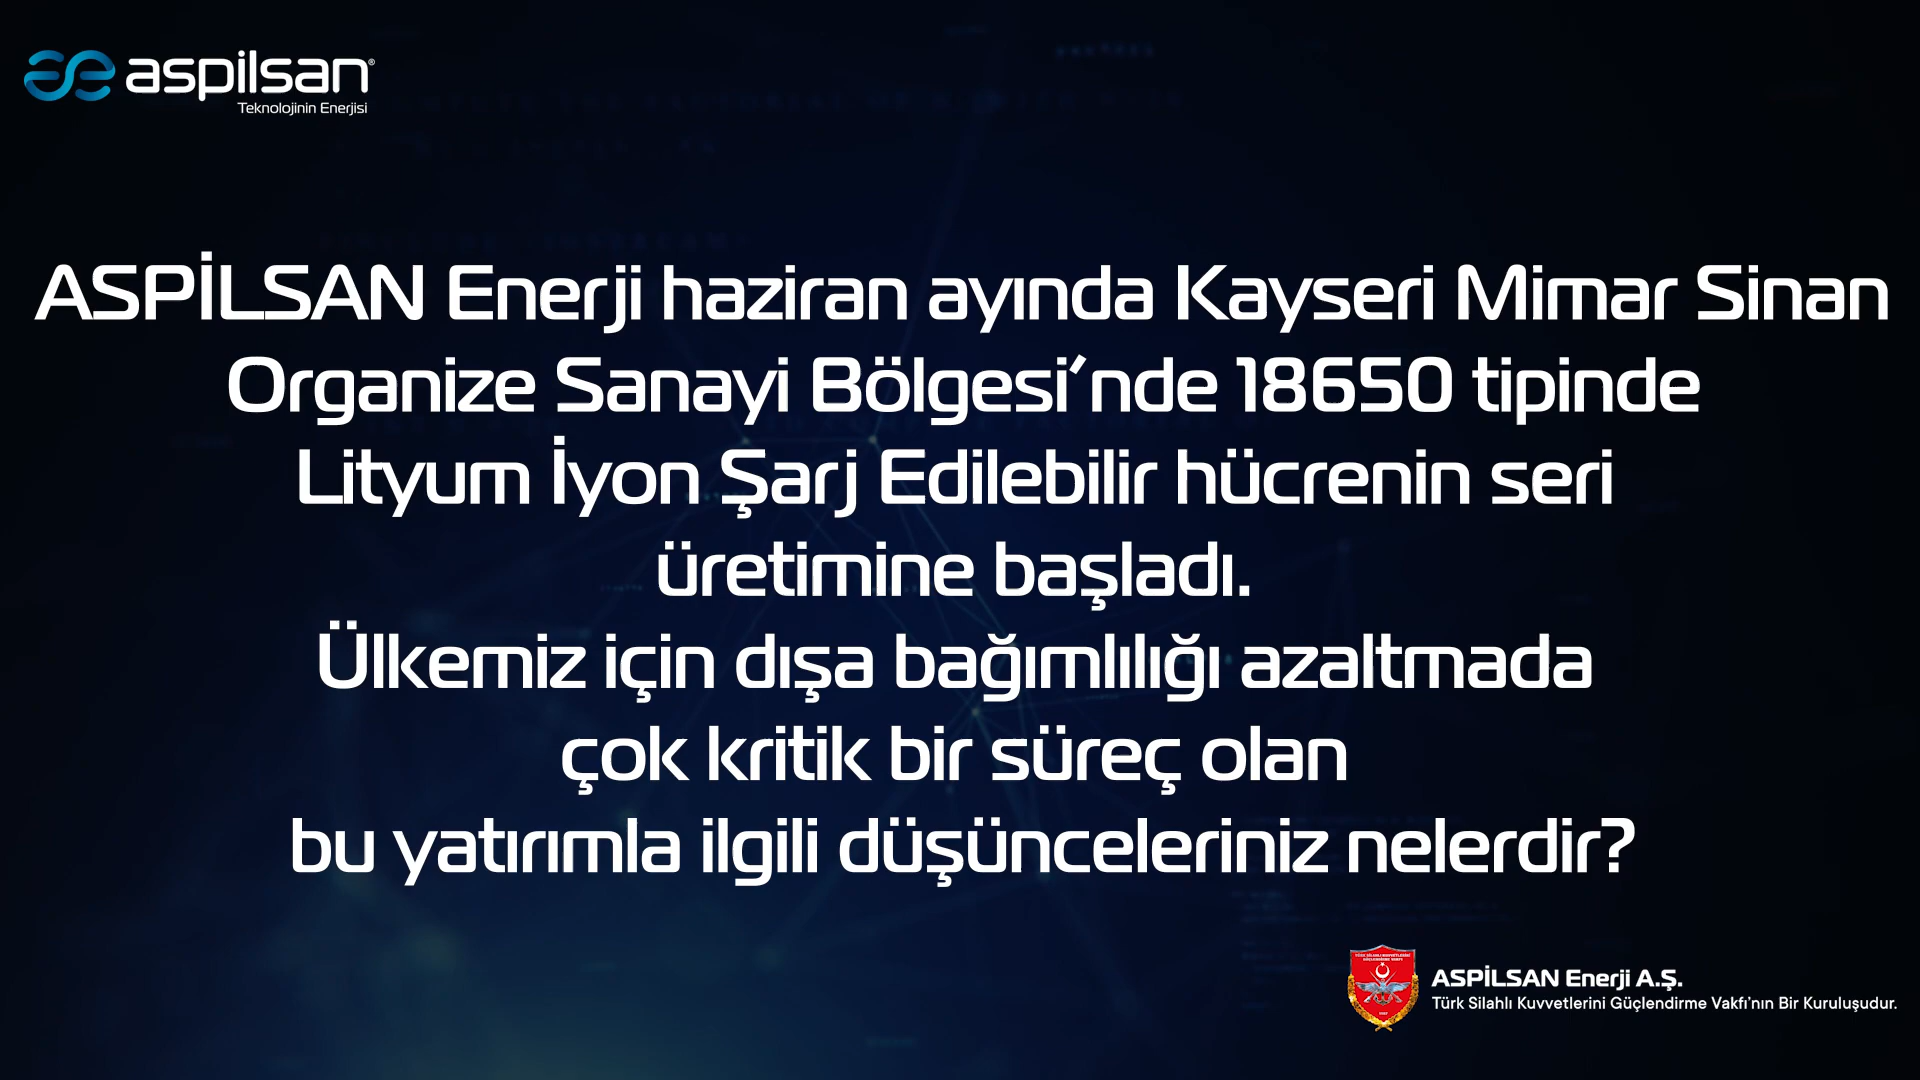 aspilsan®
Teknolojinin Enerjisi
ASPİLSAN Enerji haziran ayında Kayseri Mimar Sinan
Organize Sanayi Bölgesi'nde 18650 tipinde
Lityum İyon Şarj Edilebilir hücrenin seri
üretimine başladı.
Ülkemiz için dışa bağımlılığı azaltmada
çok kritik bir süreç olan
bu yatırımla ilgili düşünceleriniz nelerdir?
ASPİLSAN Enerji A.Ş.
Türk Silahlı Kuvvetlerini Güçlendirme Vakfı'nın Bir Kuruluşudur.